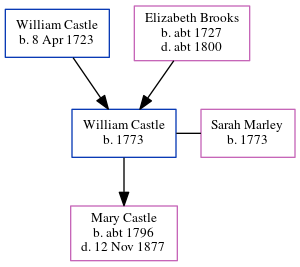 William Castle
b. 8 Apr 1723
Elizabeth Brooks
b. abt 1727
d. abt 1800
William Castle
b. 1773
Sarah Marley
b. 1773
Mary Castle
b. abt 1796
d. 12 Nov 1877